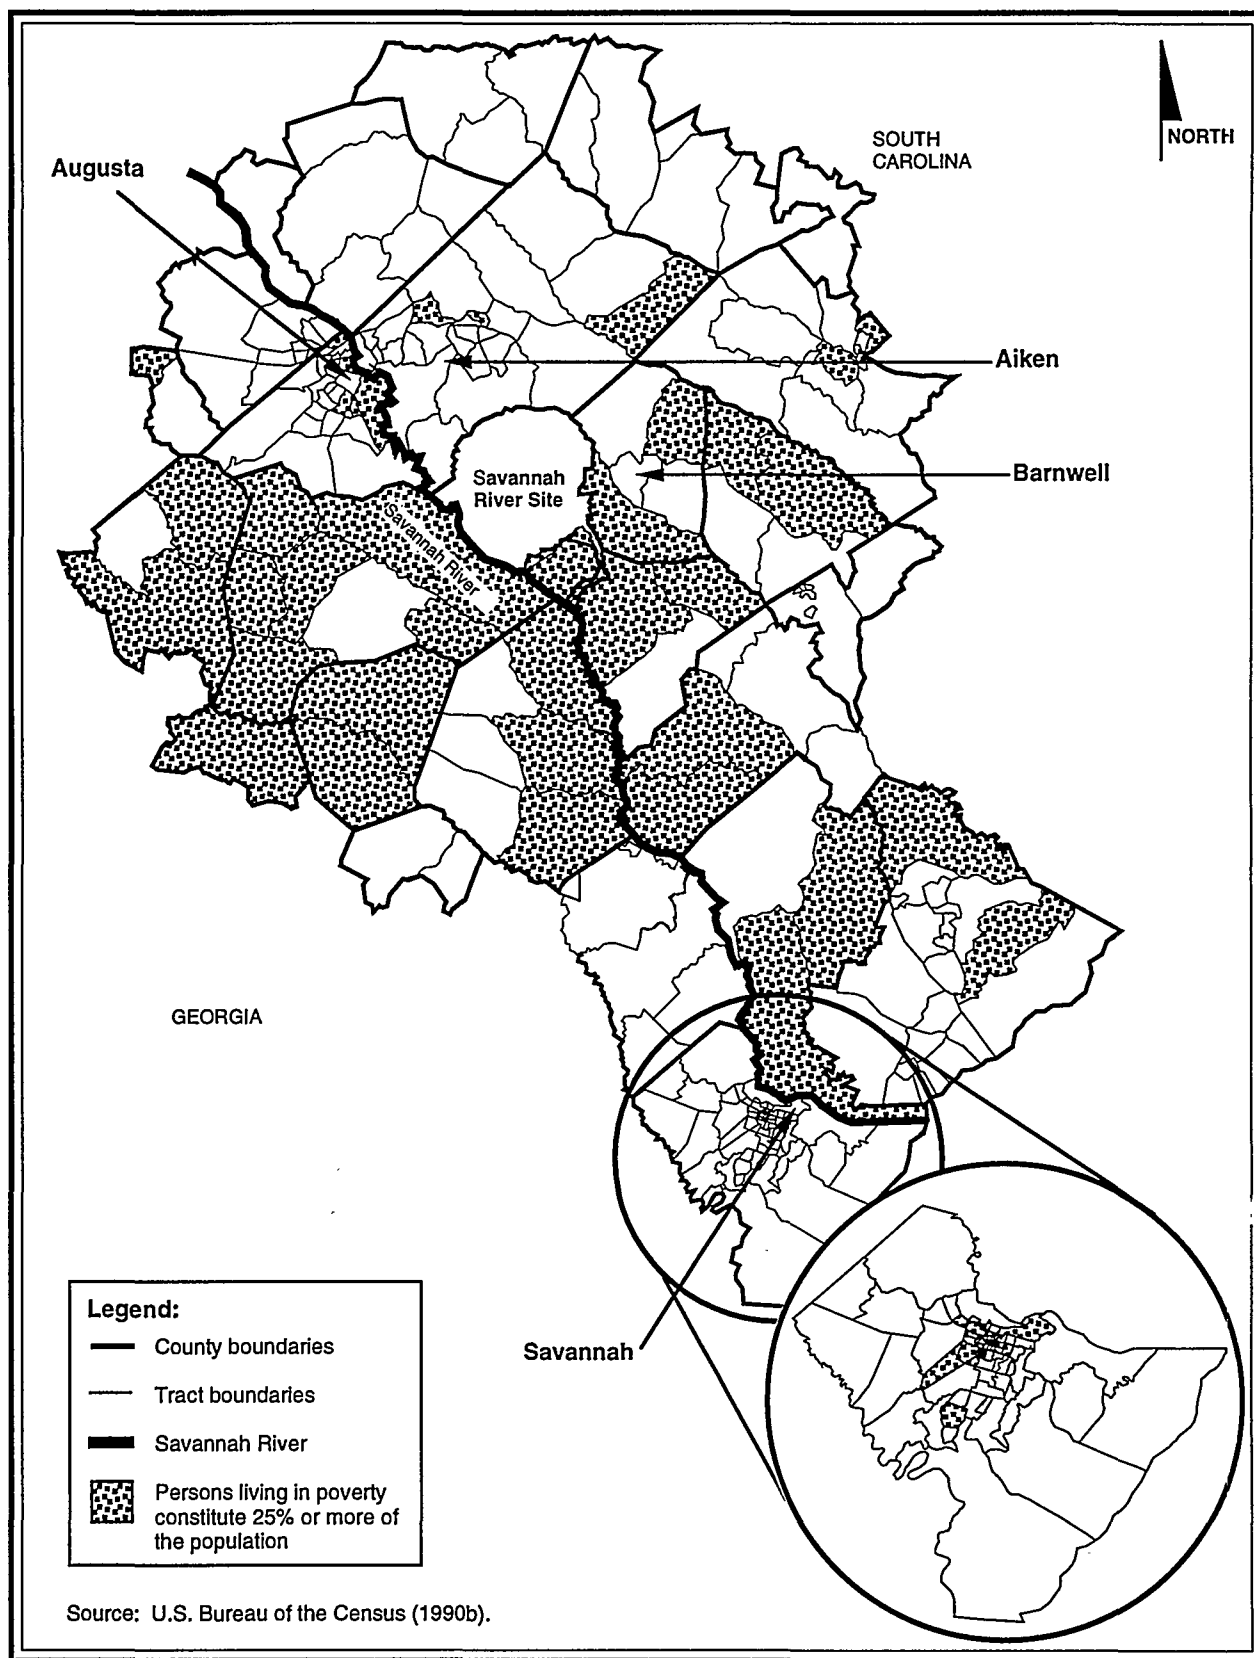 SOUTH
CAROLINA
NORTH
Augusta
Aiken
Barnwell
Savannah
River Site
Savannah River
GEORGIA
Savannah
Legend:
County boundaries
Tract boundaries
Savannah River
Persons living in poverty
constitute 25% or more of
the population
Source: U.S. Bureau of the Census (1990b).